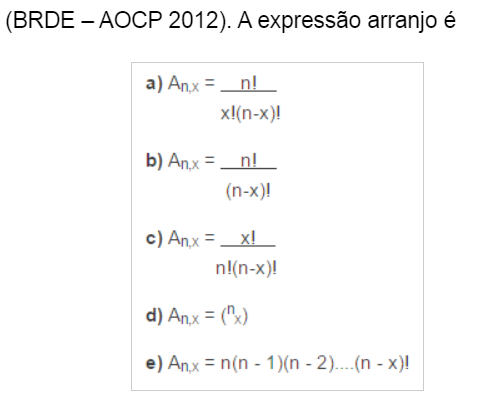 (BRDE – AOCP 2012). A expressão arranjo é
a) An,x = n!
x!(n-x)!
b) An,x = n!
(n-x)!
c) An,x = x!
n!(n-x)!
d) An,x = (ⁿₓ)
e) An,x = n(n - 1)(n - 2)....(n - x)!